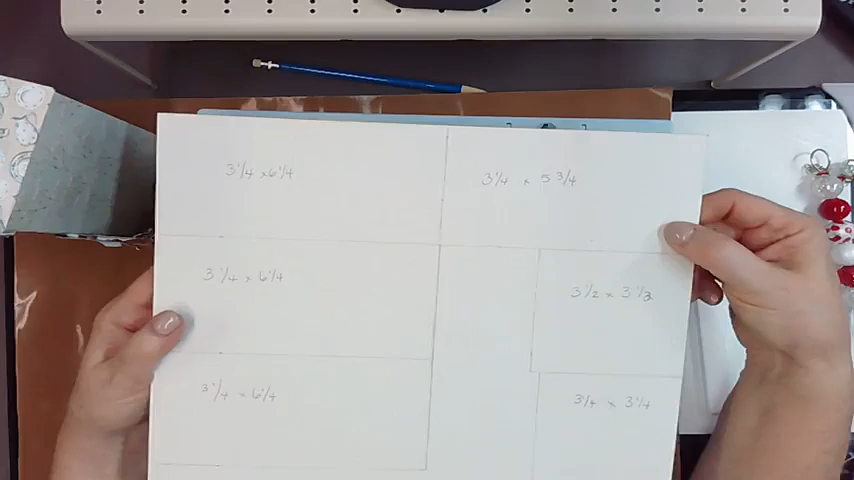 3 1/4 x 6 1/4
3 1/4 x 5 3/4
3 1/4 x 6 1/4
3 1/2 x 3 1/2
3 1/4 x 6 1/4
3 1/4 x 3 1/4